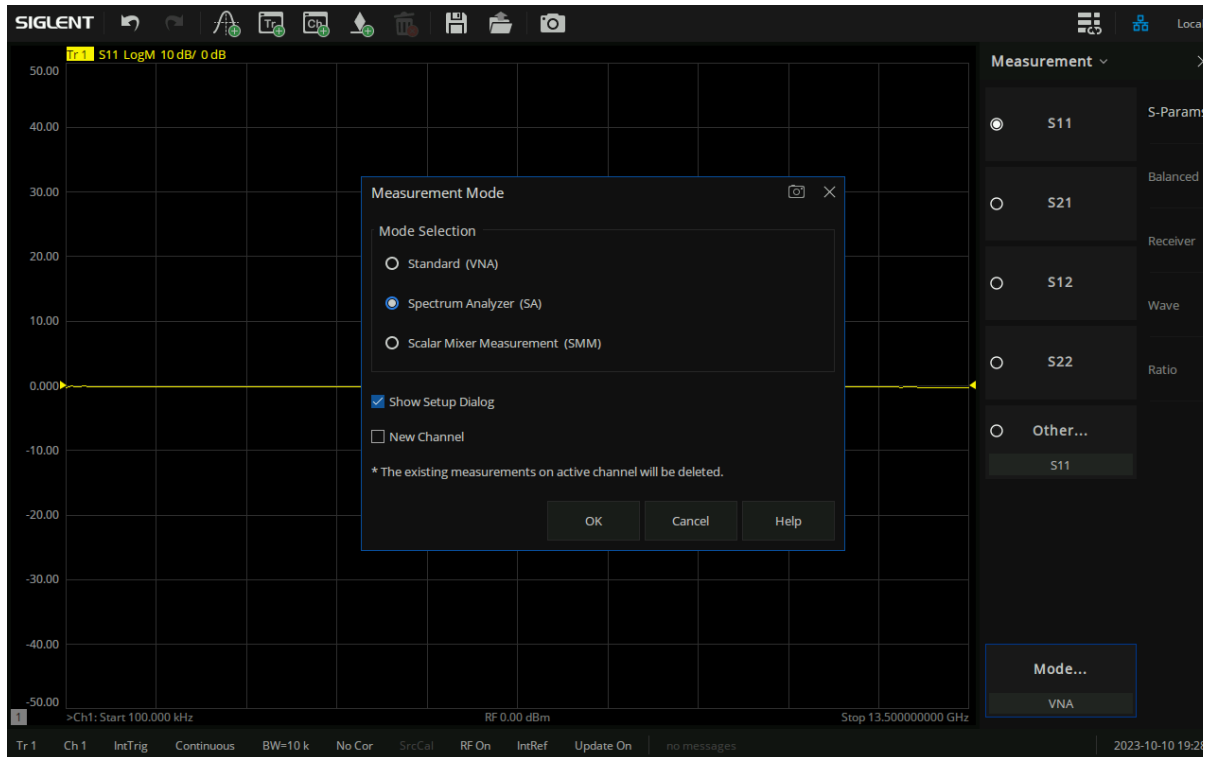 SIGLENT Tr Ch Loca
Tr 1 S11 LogM 10 dB/ 0 dB
50.00
40.00
30.00
20.00
10.00
0.000
-10.00
-20.00
-30.00
-40.00
-50.00
Measurement Mode
Mode Selection
Standard (VNA)
Spectrum Analyzer (SA)
Scalar Mixer Measurement (SMM)
Show Setup Dialog
New Channel
* The existing measurements on active channel will be deleted.
OK Cancel Help
1 >Ch1: Start 100.000 kHz RF 0.00 dBm Stop 13.500000000 GHz
Measurement
S11
S21
S12
S22
Other...
S11
Mode...
VNA
S-Params
Balanced
Receiver
Wave
Ratio
Tr 1 Ch 1 IntTrig Continuous BW=10 k No Cor SrcCal RF On IntRef Update On no messages 2023-10-10 19:28